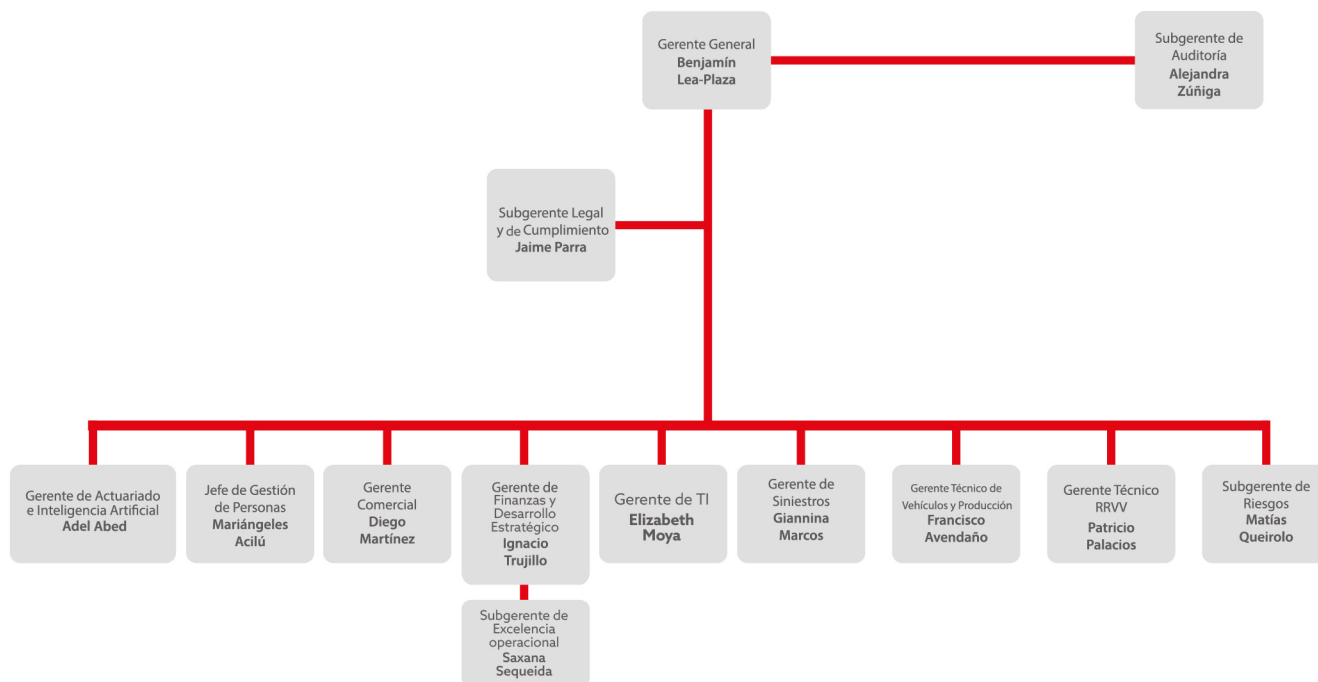 Gerente General
Benjamín
Lea-Plaza
Subgerente de
Auditoría
Alejandra
Zúñiga
Subgerente Legal
y de Cumplimiento
Jaime Parra
Gerente de Actuariado
e Inteligencia Artificial
Adel Abed
Jefe de Gestión
de Personas
Mariángeles
Acilú
Gerente
Comercial
Diego
Martínez
Gerente de
Finanzas y
Desarrollo
Estratégico
Ignacio
Trujillo
Gerente de TI
Elizabeth
Moya
Gerente de
Siniestros
Giannina
Marcos
Gerente Técnico de
Vehículos y Producción
Francisco
Avendaño
Gerente Técnico
RRVV
Patricio
Palacios
Subgerente de
Riesgos
Matías
Queirolo
Subgerente de
Excelencia
operacional
Saxana
Sequeida